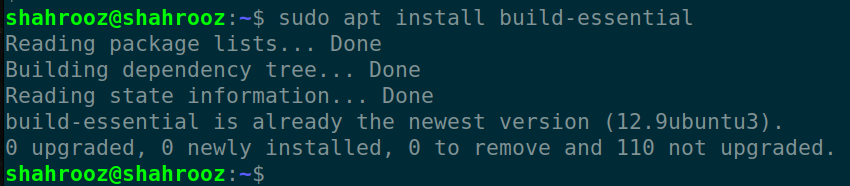 shahrooz@shahrooz:~$ sudo apt install build-essential
Reading package lists... Done
Building dependency tree... Done
Reading state information... Done
build-essential is already the newest version (12.9ubuntu3).
0 upgraded, 0 newly installed, 0 to remove and 110 not upgraded.
shahrooz@shahrooz:~$